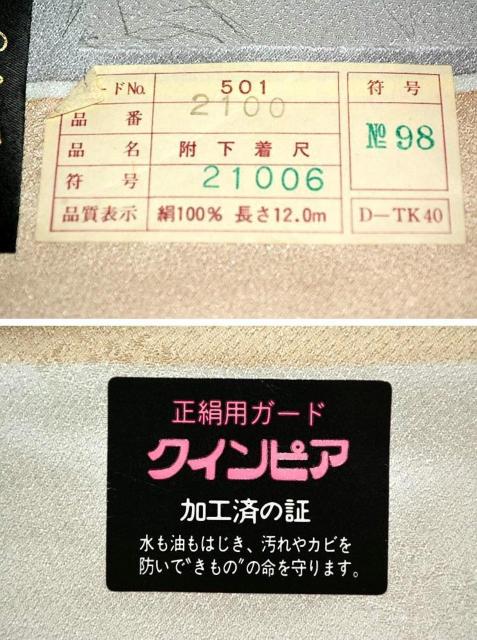 ドNo. 501
品番 2100
品名 附下着尺
符号 21006
品質表示 絹100% 長さ12.0m
符号
№98
D-TK40
正絹用ガード
クインピア
加工済の証
水も油もはじき、汚れやカビを
防いで〝きもの〟の命を守ります。